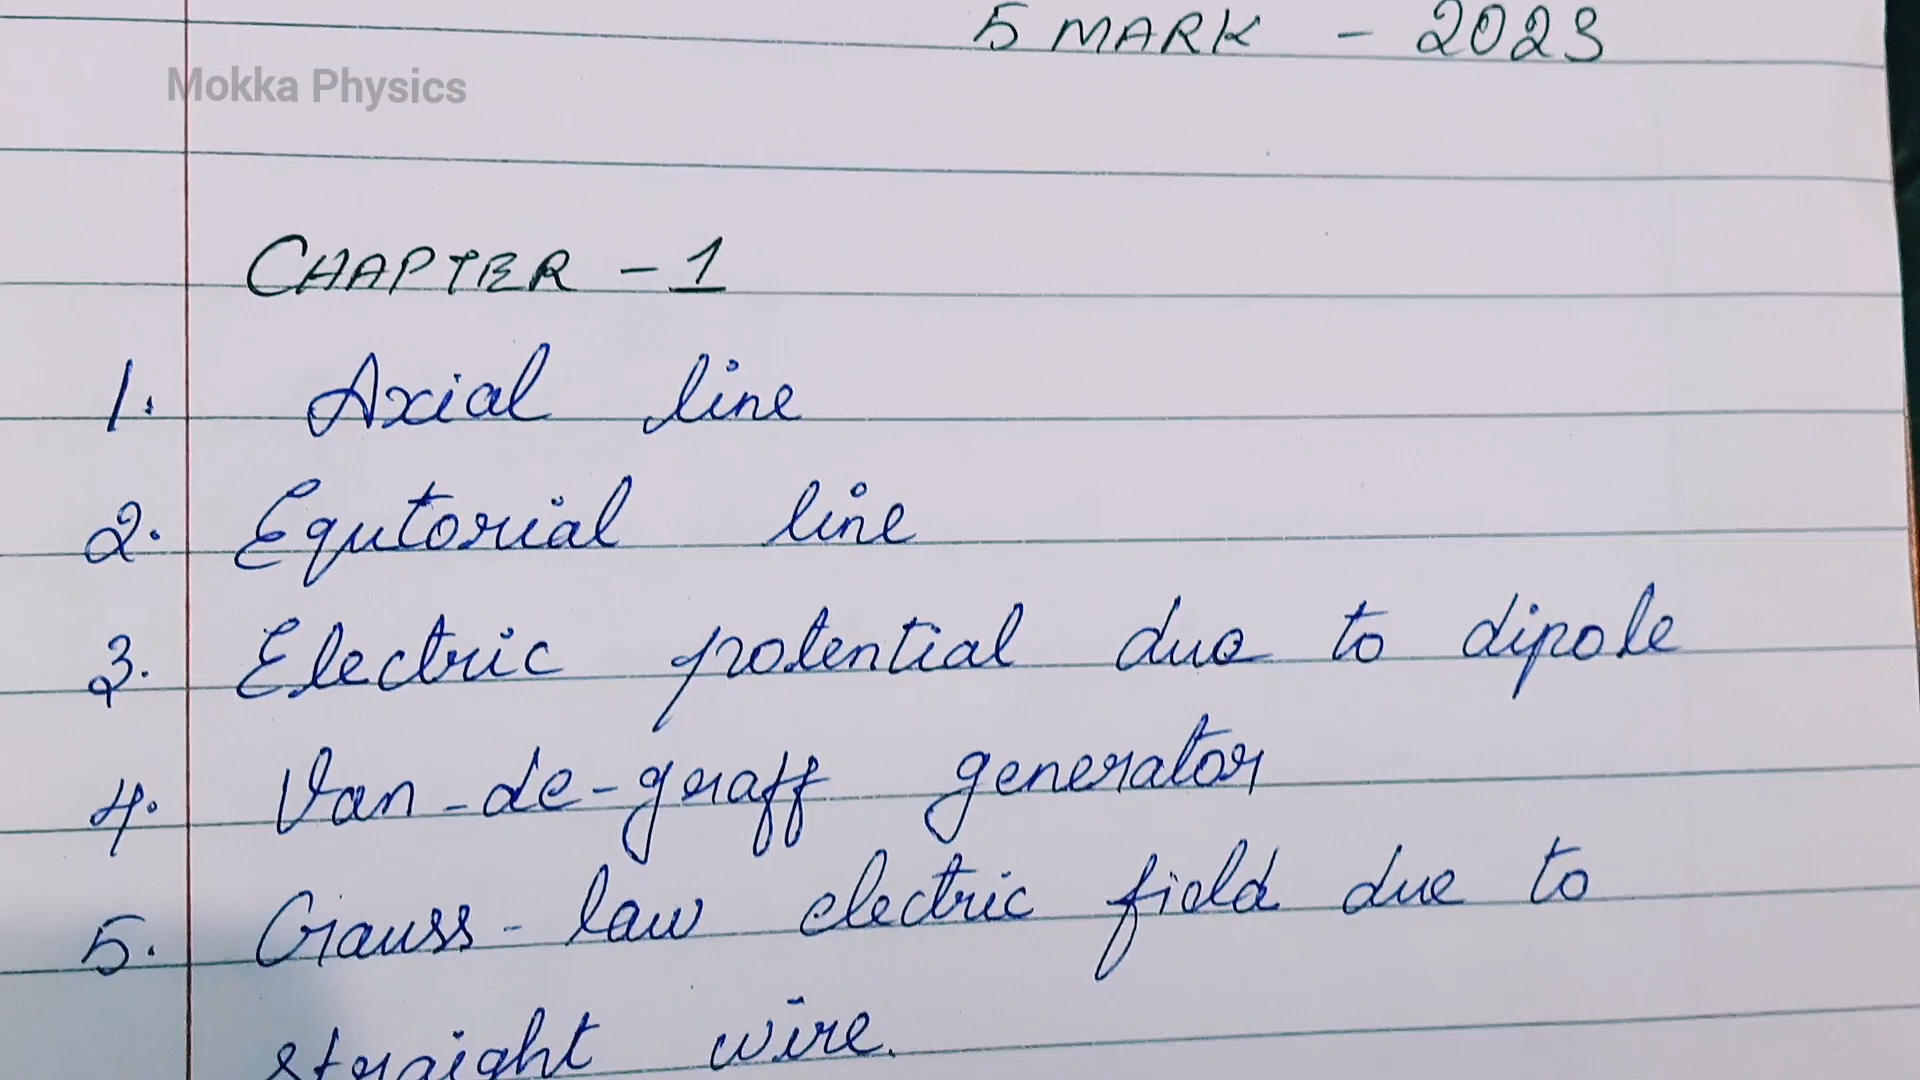 5 MARK - 2023
Mokka Physics
CHAPTER - 1
1. Axial line
2. Equtorial line
3. Electric potential due to dipole
4. Van-de-graff generator
5. Gauss - law electric field due to
straight wire.